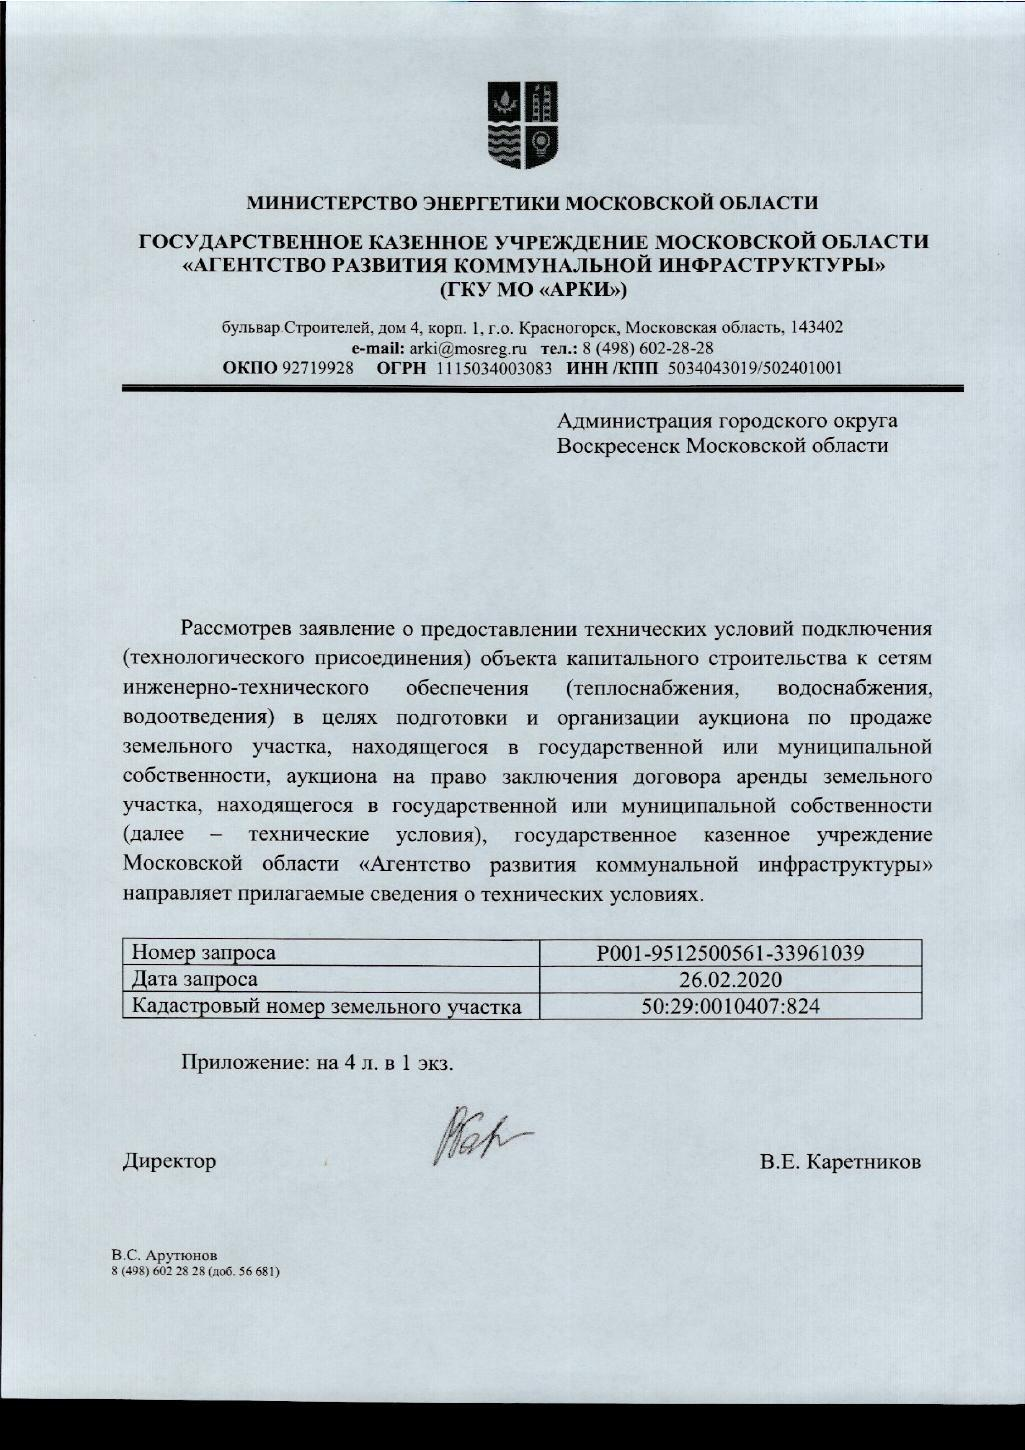 МИНИСТЕРСТВО ЭНЕРГЕТИКИ МОСКОВСКОЙ ОБЛАСТИ
ГОСУДАРСТВЕННОЕ КАЗЕННОЕ УЧРЕЖДЕНИЕ МОСКОВСКОЙ ОБЛАСТИ
«АГЕНТСТВО РАЗВИТИЯ КОММУНАЛЬНОЙ ИНФРАСТРУКТУРЫ»
(ГКУ МО «АРКИ»)
бульвар Строителей, дом 4, корп. 1, г.о. Красногорск, Московская область, 143402
e-mail: arki@mosreg.ru тел.: 8 (498) 602-28-28
ОКПО 92719928 ОГРН 1115034003083 ИНН /КПП 5034043019/502401001
Администрация городского округа
Воскресенск Московской области
Рассмотрев заявление о предоставлении технических условий подключения
(технологического присоединения) объекта капитального строительства к сетям
инженерно-технического обеспечения (теплоснабжения, водоснабжения,
водоотведения) в целях подготовки и организации аукциона по продаже
земельного участка, находящегося в государственной или муниципальной
собственности, аукциона на право заключения договора аренды земельного
участка, находящегося в государственной или муниципальной собственности
(далее – технические условия), государственное казенное учреждение
Московской области «Агентство развития коммунальной инфраструктуры»
направляет прилагаемые сведения о технических условиях.
Номер запроса P001-9512500561-33961039
Дата запроса 26.02.2020
Кадастровый номер земельного участка 50:29:0010407:824
Приложение: на 4 л. в 1 экз.
Директор В.Е. Каретников
В.С. Арутюнов
8 (498) 602 28 28 (доб. 56 681)